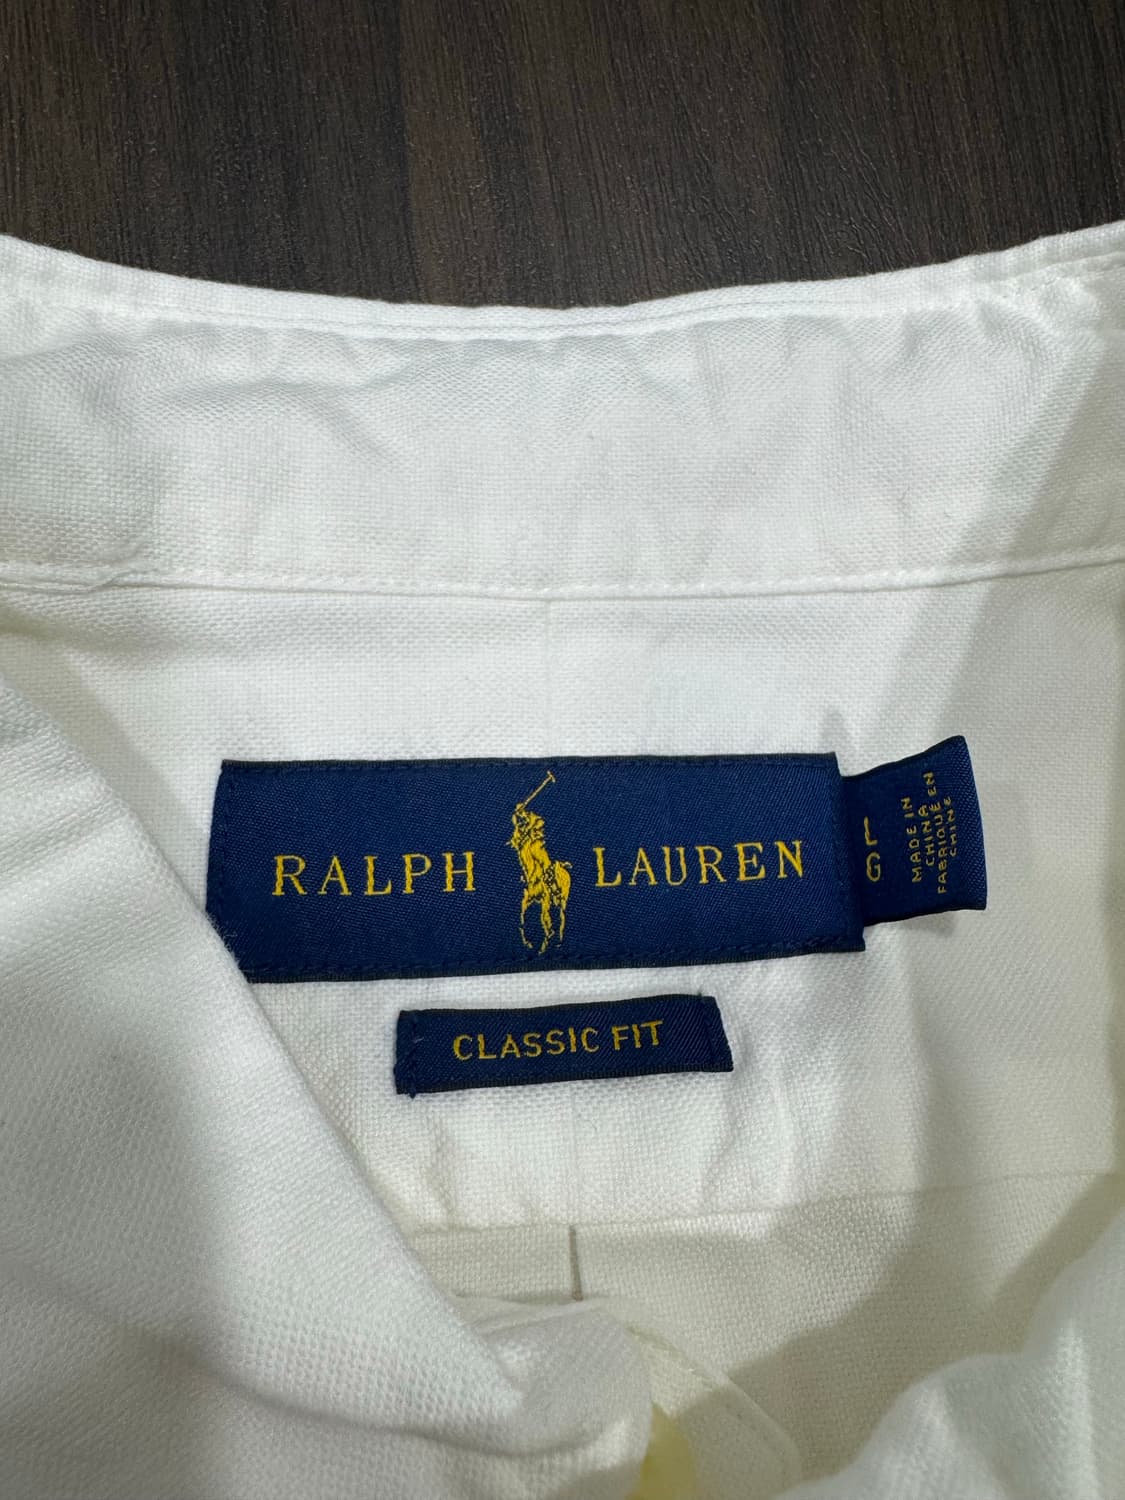 RALPH LAUREN
L
G
MADE IN
CHINA
FABRIQUÉ EN
CHINE
CLASSIC FIT